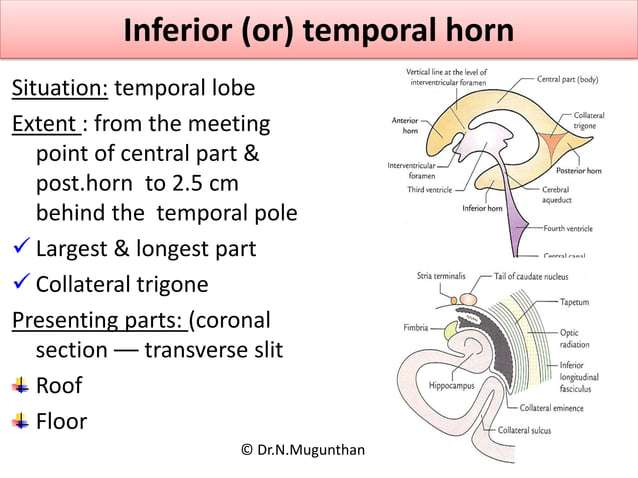 Inferior (or) temporal horn
Situation: temporal lobe
Extent : from the meeting
point of central part &
post.horn to 2.5 cm
behind the temporal pole
✓ Largest & longest part
✓ Collateral trigone
Presenting parts: (coronal
section — transverse slit
Roof
Floor
Vertical line at the level of
interventricular foramen
Central part (body)
Anterior
horn
Collateral
trigone
Interventricular
foramen
Posterior horn
Third ventricle
Cerebral
aqueduct
Inferior horn
Fourth ventricle
Central canal
Stria terminalis
Tail of caudate nucleus
Tapetum
Fimbria
Optic
radiation
Inferior
longitudinal
fasciculus
Hippocampus
Collateral eminence
Collateral sulcus
© Dr.N.Mugunthan